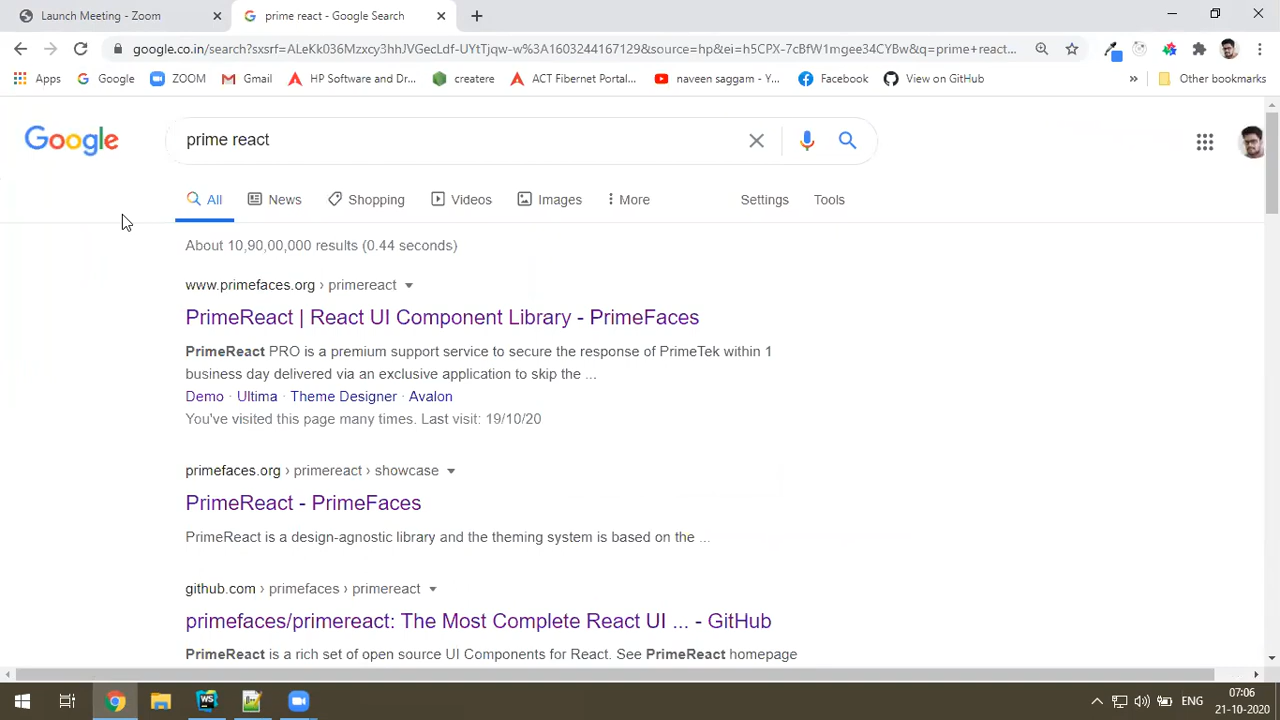 Launch Meeting - Zoom
prime react - Google Search
google.co.in/search?sxsrf=ALeKk036Mzxcy3hhJVGecLdf-UYtTjqw-w%3A1603244167129&source=hp&ei=h5CPX-7cBfW1mgee34CYBw&q=prime+react...
Apps
Google
ZOOM
Gmail
HP Software and Dr...
createre
ACT Fibernet Portal...
naveen saggam - Y...
Facebook
View on GitHub
»
Other bookmarks
Google
prime react
All
News
Shopping
Videos
Images
More
Settings
Tools
About 10,90,00,000 results (0.44 seconds)
www.primefaces.org › primereact
PrimeReact | React UI Component Library - PrimeFaces
PrimeReact PRO is a premium support service to secure the response of PrimeTek within 1
business day delivered via an exclusive application to skip the ...
Demo · Ultima · Theme Designer · Avalon
You've visited this page many times. Last visit: 19/10/20
primefaces.org › primereact › showcase
PrimeReact - PrimeFaces
PrimeReact is a design-agnostic library and the theming system is based on the ...
github.com › primefaces › primereact
primefaces/primereact: The Most Complete React UI ... - GitHub
PrimeReact is a rich set of open source UI Components for React. See PrimeReact homepage
WS
ENG
07:06
21-10-2020